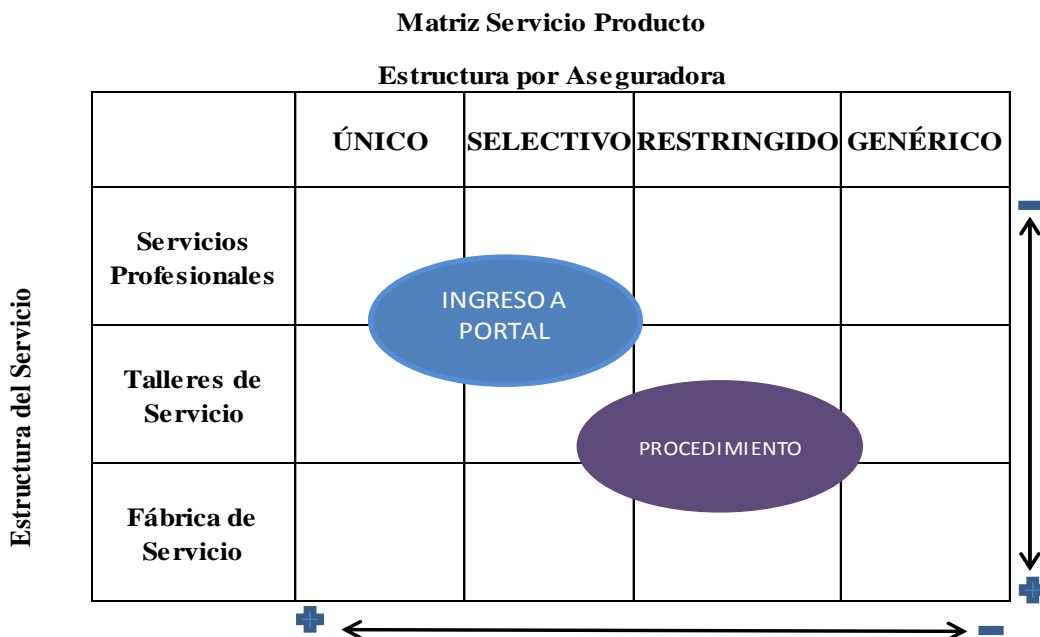 Matriz Servicio Producto
Estructura por Aseguradora
ÚNICO SELECTIVO RESTRINGIDO GENÉRICO
Servicios
Profesionales
INGRESO A
PORTAL
Estructura del Servicio
Talleres de
Servicio
PROCEDIMIENTO
Fábrica de
Servicio